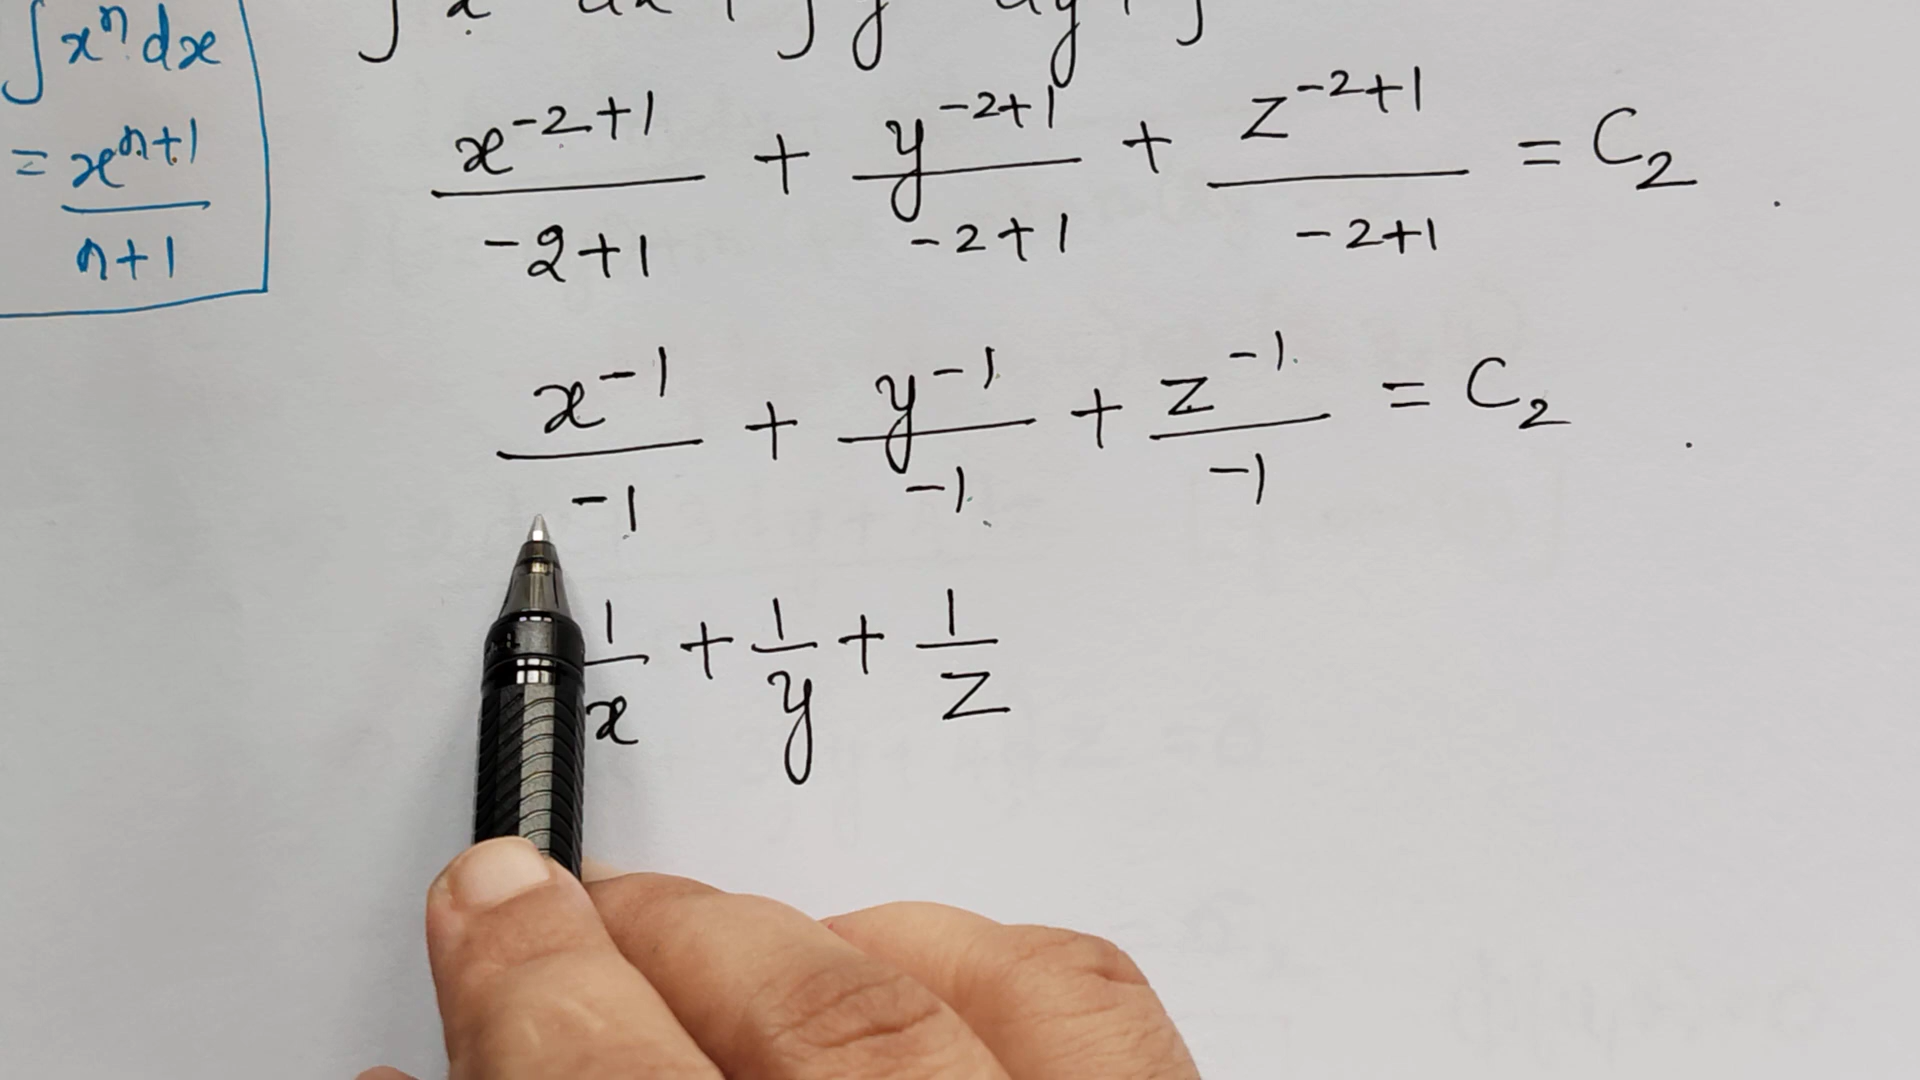 ∫ xⁿ dx
= xⁿ⁺¹ / n+1
x⁻²⁺¹ / -2+1 + y⁻²⁺¹ / -2+1 + z⁻²⁺¹ / -2+1 = C₂
x⁻¹ / -1 + y⁻¹ / -1 + z⁻¹ / -1 = C₂
1/x + 1/y + 1/z